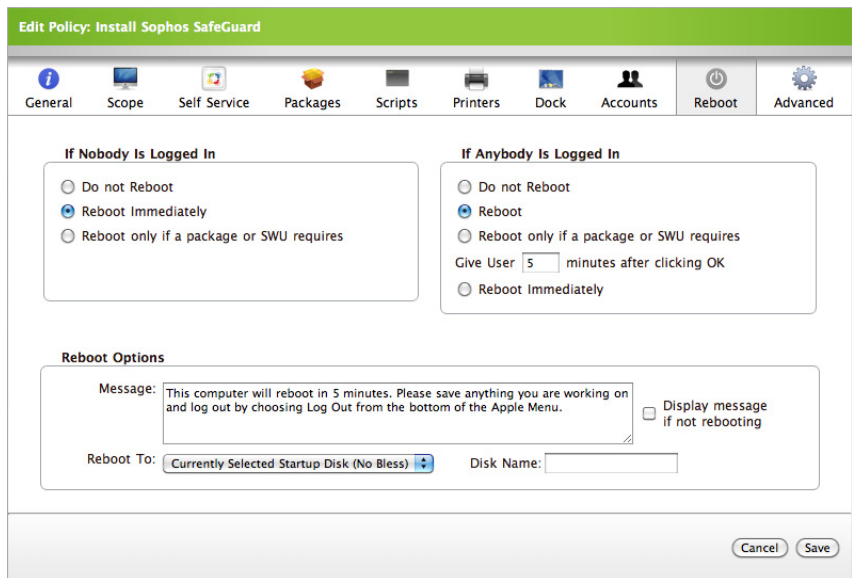 Edit Policy: Install Sophos SafeGuard
General Scope Self Service Packages Scripts Printers Dock Accounts Reboot Advanced
If Nobody Is Logged In
Do not Reboot
Reboot Immediately
Reboot only if a package or SWU requires
If Anybody Is Logged In
Do not Reboot
Reboot
Reboot only if a package or SWU requires
Give User 5 minutes after clicking OK
Reboot Immediately
Reboot Options
Message: This computer will reboot in 5 minutes. Please save anything you are working on
and log out by choosing Log Out from the bottom of the Apple Menu.
Display message
if not rebooting
Reboot To: Currently Selected Startup Disk (No Bless) Disk Name:
Cancel Save